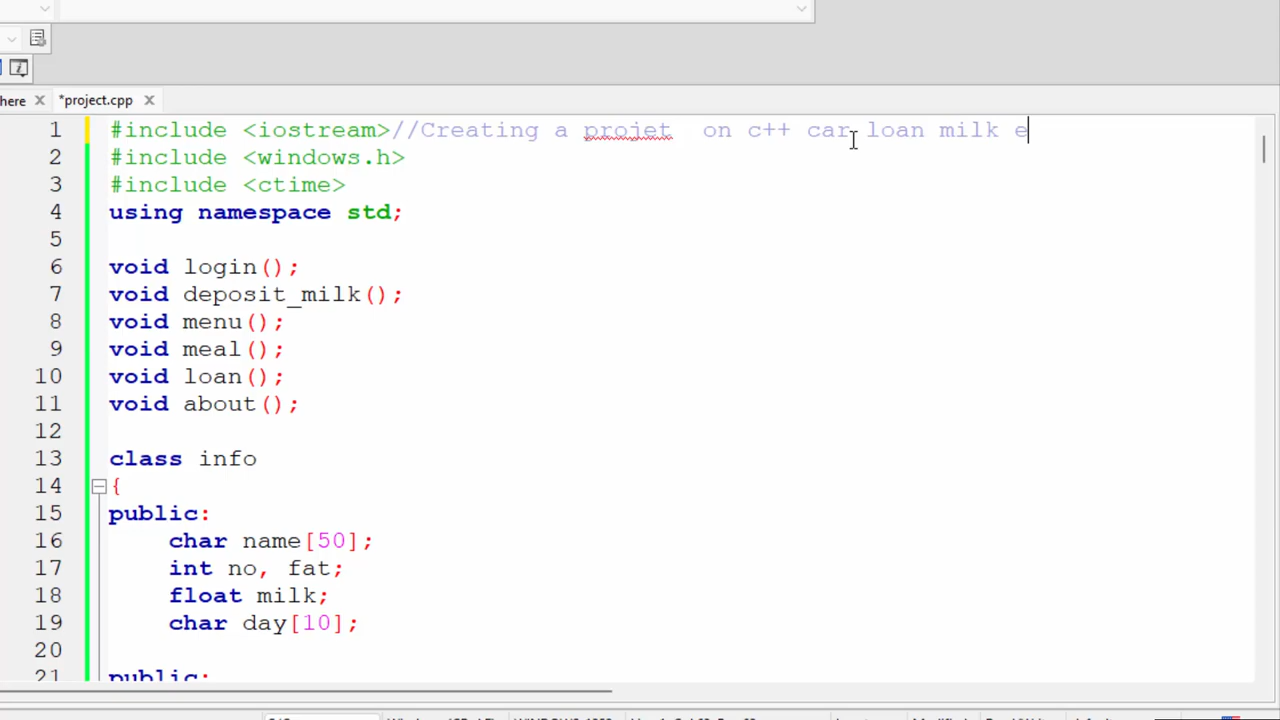 here
*project.cpp
1 #include <iostream>//Creating a projet  on c++ car loan milk e
2 #include <windows.h>
3 #include <ctime>
4 using namespace std;
5
6 void login();
7 void deposit_milk();
8 void menu();
9 void meal();
10 void loan();
11 void about();
12
13 class info
14 {
15 public:
16 char name[50];
17 int no, fat;
18 float milk;
19 char day[10];
20
21 public: